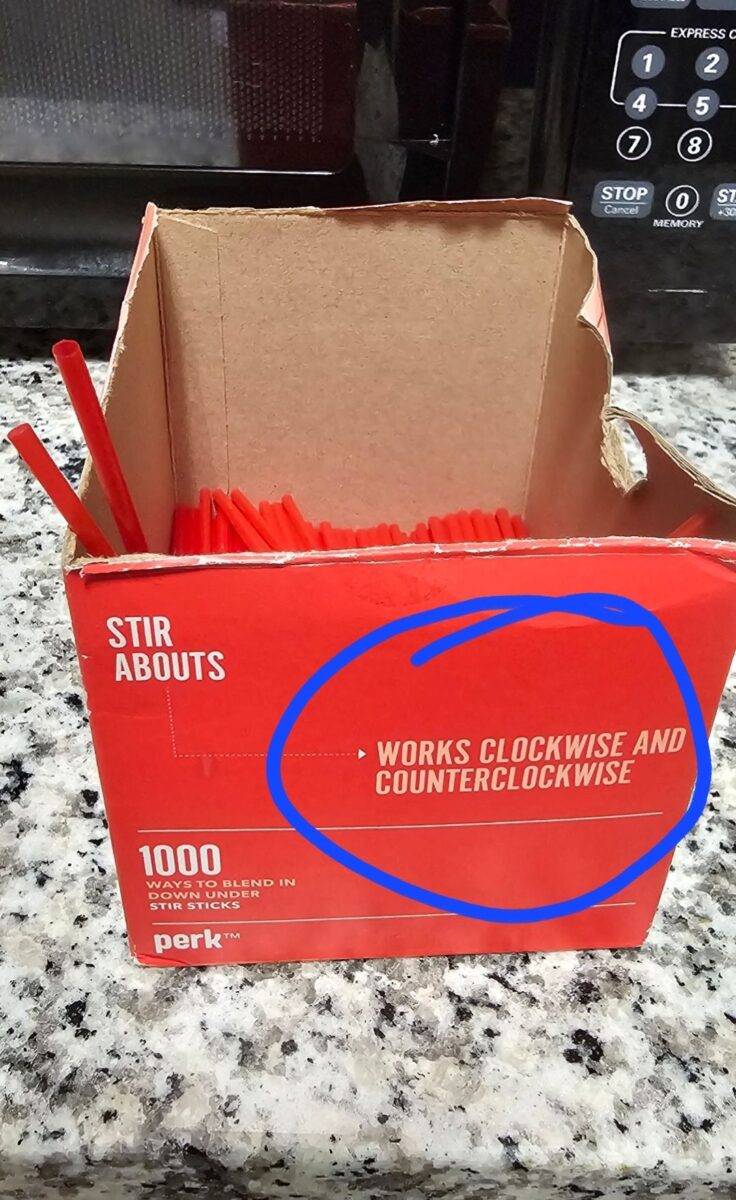 EXPRESS
1 2
4 5
7 8
STOP
Cancel
0
MEMORY
STIR
ABOUTS
WORKS CLOCKWISE AND
COUNTERCLOCKWISE
1000
WAYS TO BLEND IN
DOWN UNDER
STIR STICKS
perk™